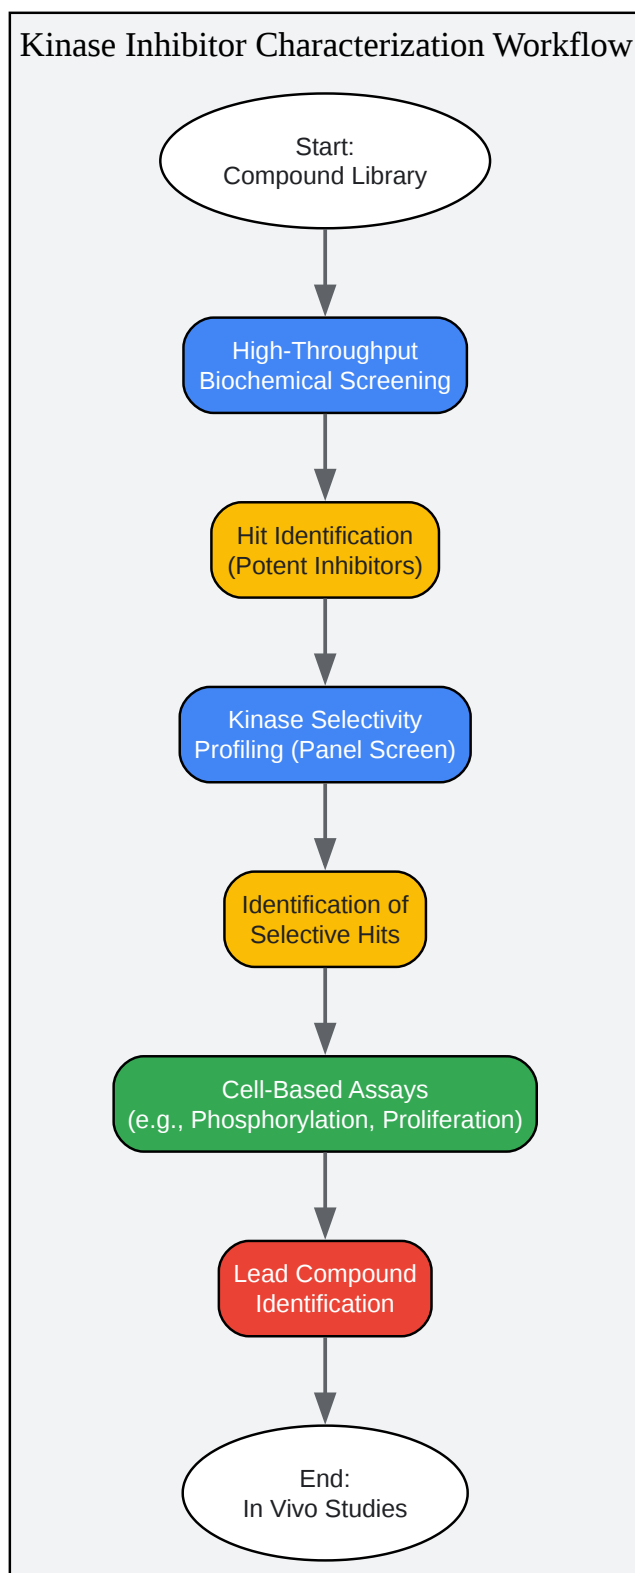 Kinase Inhibitor Characterization Workflow
Start:
Compound Library
High-Throughput
Biochemical Screening
Hit Identification
(Potent Inhibitors)
Kinase Selectivity
Profiling (Panel Screen)
Identification of
Selective Hits
Cell-Based Assays
(e.g., Phosphorylation, Proliferation)
Lead Compound
Identification
End:
In Vivo Studies